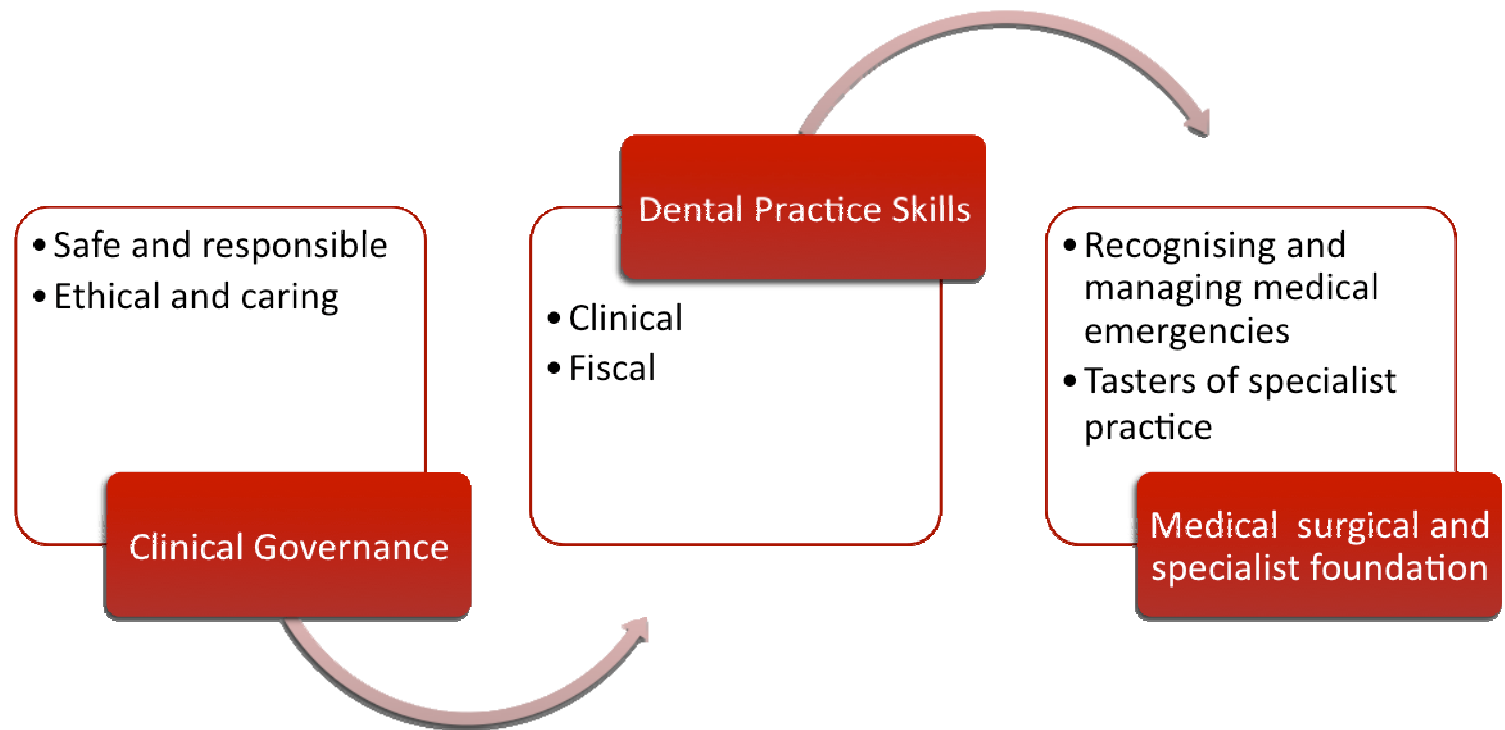 • Safe and responsible
• Ethical and caring
Clinical Governance
Dental Practice Skills
• Clinical
• Fiscal
• Recognising and
managing medical
emergencies
• Tasters of specialist
practice
Medical  surgical and
specialist foundation